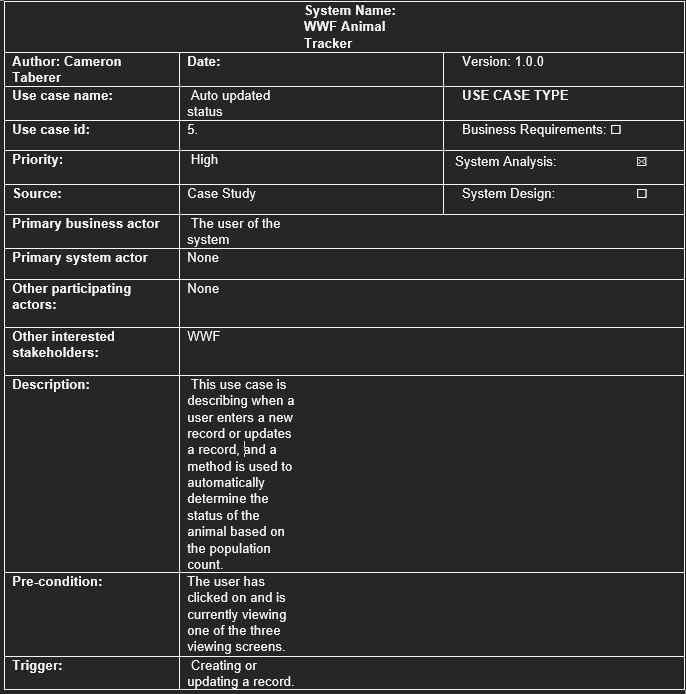 System Name:
WWF Animal
Tracker
Author: Cameron
Taberer
Date:
Version: 1.0.0
Use case name:
Auto updated
status
USE CASE TYPE
Use case id:
5.
Business Requirements: ☐
Priority:
High
System Analysis: ☒
Source:
Case Study
System Design: ☐
Primary business actor
The user of the
system
Primary system actor
None
Other participating
actors:
None
Other interested
stakeholders:
WWF
Description:
This use case is
describing when a
user enters a new
record or updates
a record, and a
method is used to
automatically
determine the
status of the
animal based on
the population
count.
Pre-condition:
The user has
clicked on and is
currently viewing
one of the three
viewing screens.
Trigger:
Creating or
updating a record.